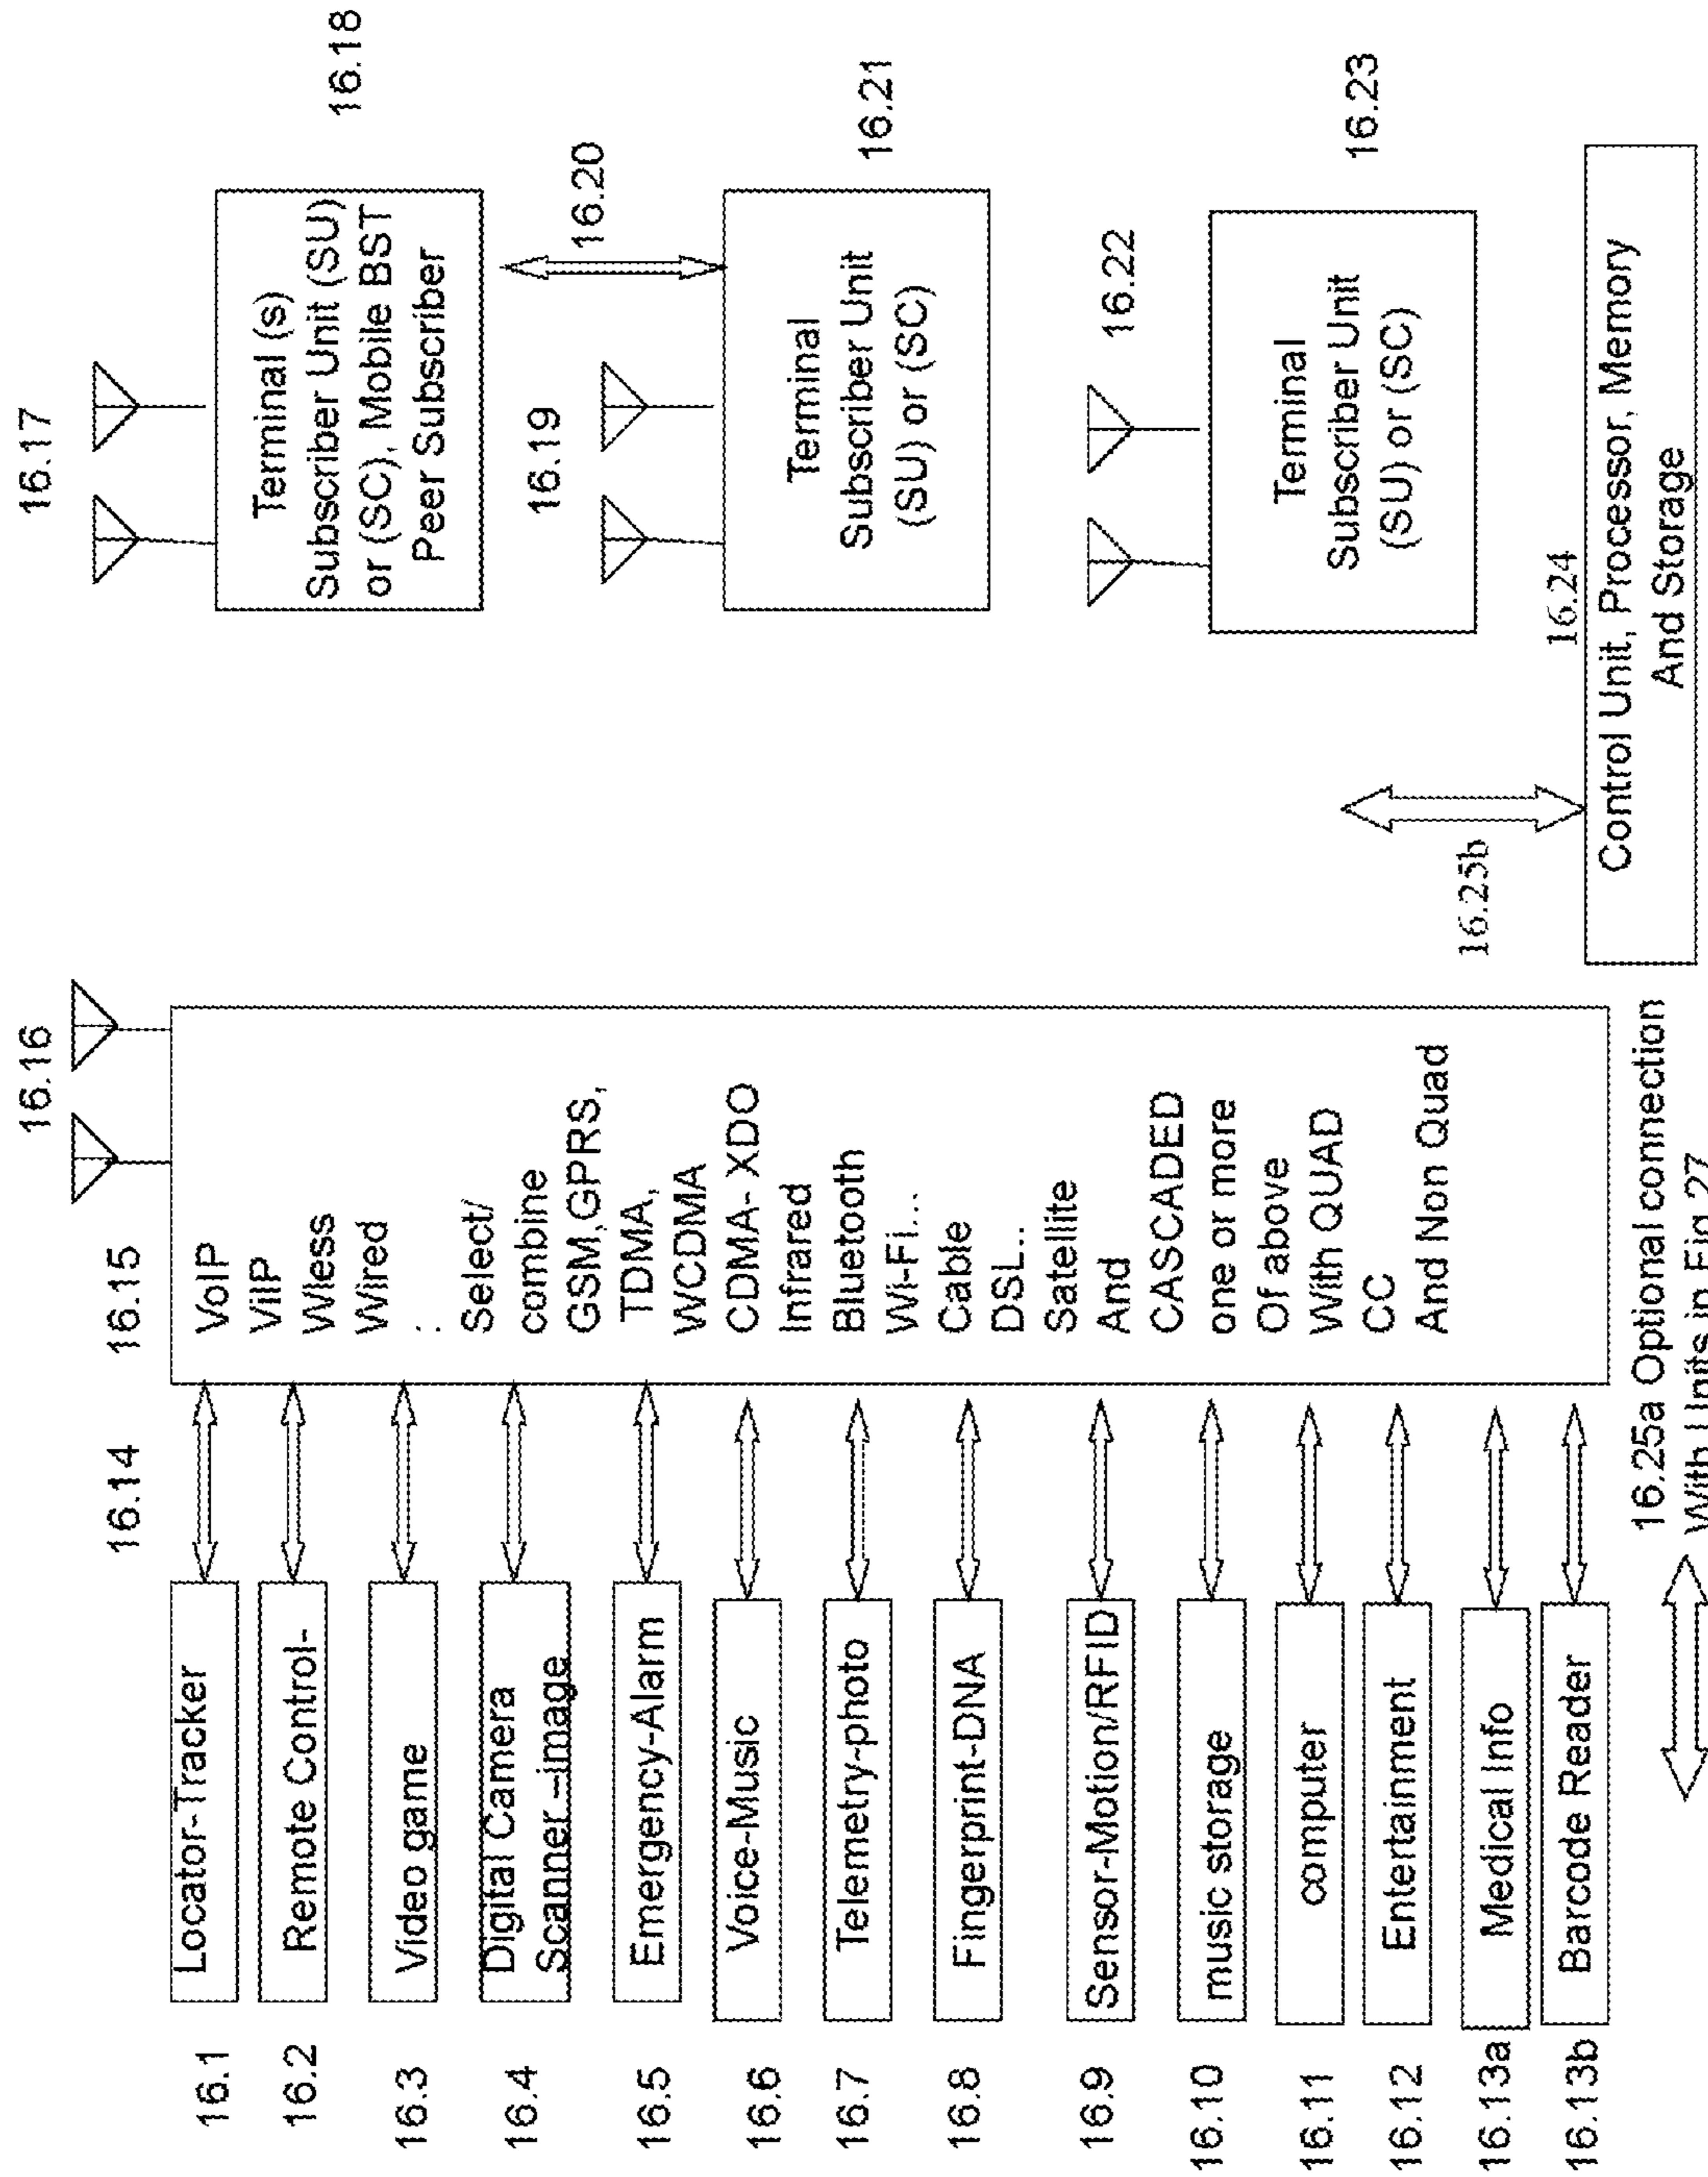 16.1
Locator-Tracker
16.2
Remote Control-
16.3
Video game
16.4
Digital Camera
Scanner –image
16.5
Emergency-Alarm
16.6
Voice-Music
16.7
Telemetry-photo
16.8
Fingerprint-DNA
16.9
Sensor-Motion/RFID
16.10
music storage
16.11
computer
16.12
Entertainment
16.13a
Medical Info
16.13b
Barcode Reader
16.14
16.15
16.16
VoIP
ViIP
Wless
Wired
:
Select/
combine
GSM,GPRS,
TDMA,
WCDMA
CDMA- XDO
Infrared
Bluetooth
Wi-Fi...
Cable
DSL..
Satellite
And
CASCADED
one or more
Of above
With QUAD
CC
And Non Quad
16.25a Optional connection
With Units in Fig.27
16.17
Terminal (s)
Subscriber Unit (SU)
or (SC), Mobile BST
Peer Subscriber
16.18
16.19
16.20
Terminal
Subscriber Unit
(SU) or (SC)
16.21
16.22
Terminal
Subscriber Unit
(SU) or (SC)
16.23
16.25b
16.24
Control Unit, Processor, Memory
And Storage